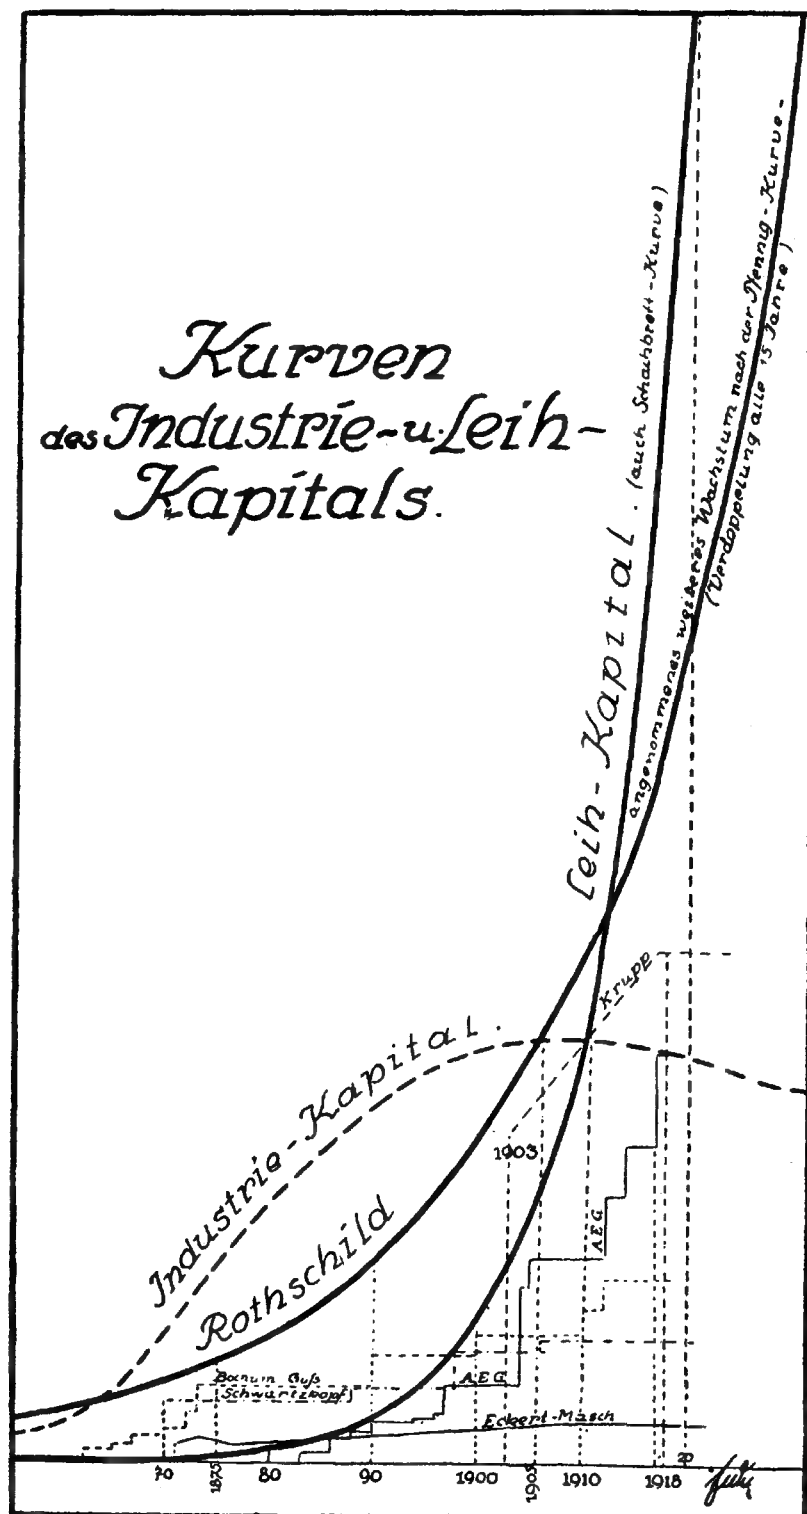 Kurven
des Industrie-u. Leih-
Kapitals.
Leih-Kapital. (auch Schachbrett-Kurve)
angenommenes weiteres Wachstum nach der Pfennig-Kurve-
(Verdoppelung alle 15 Jahre)
Krupp
Industrie-Kapital.
1903
Rothschild
AEG
Bochum Guß
Schwartzkopf
AEG
Eckert-Masch
70
1875
80
90
1900
1910
1918
20